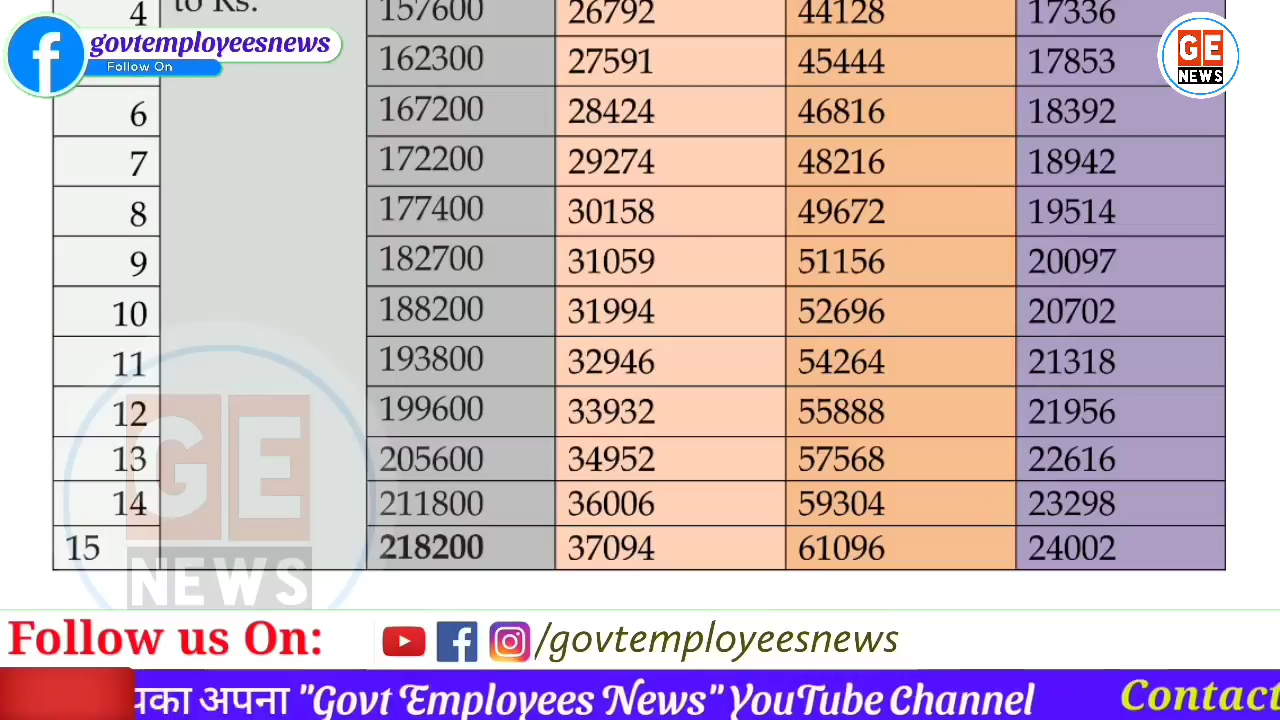 4 to Rs. 157600 26792 44128 17336
govtemployeesnews
Follow On
162300 27591 45444 17853
GE
NEWS
6 167200 28424 46816 18392
7 172200 29274 48216 18942
8 177400 30158 49672 19514
9 182700 31059 51156 20097
10 188200 31994 52696 20702
11 193800 32946 54264 21318
12 199600 33932 55888 21956
13 205600 34952 57568 22616
14 211800 36006 59304 23298
15 218200 37094 61096 24002
GE
NEWS
Follow us On: /govtemployeesnews
अपना "Govt Employees News" YouTube Channel Contact